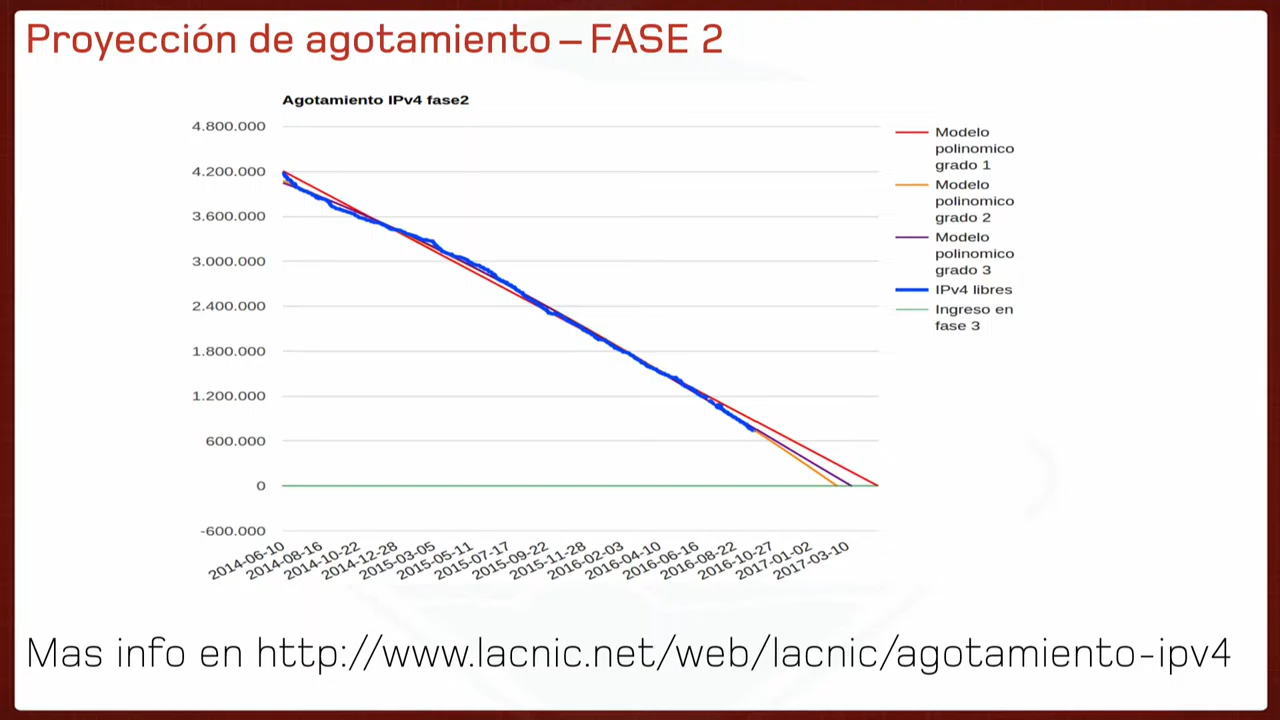 Proyección de agotamiento – FASE 2
Agotamiento IPv4 fase2
4.800.000
4.200.000
3.600.000
3.000.000
2.400.000
1.800.000
1.200.000
600.000
0
-600.000
2014-06-10
2014-08-16
2014-10-22
2014-12-28
2015-03-05
2015-05-11
2015-07-17
2015-09-22
2015-11-28
2016-02-03
2016-04-10
2016-06-16
2016-08-22
2016-10-27
2017-01-02
2017-03-10
Modelo
polinomico
grado 1
Modelo
polinomico
grado 2
Modelo
polinomico
grado 3
IPv4 libres
Ingreso en
fase 3
Mas info en http://www.lacnic.net/web/lacnic/agotamiento-ipv4